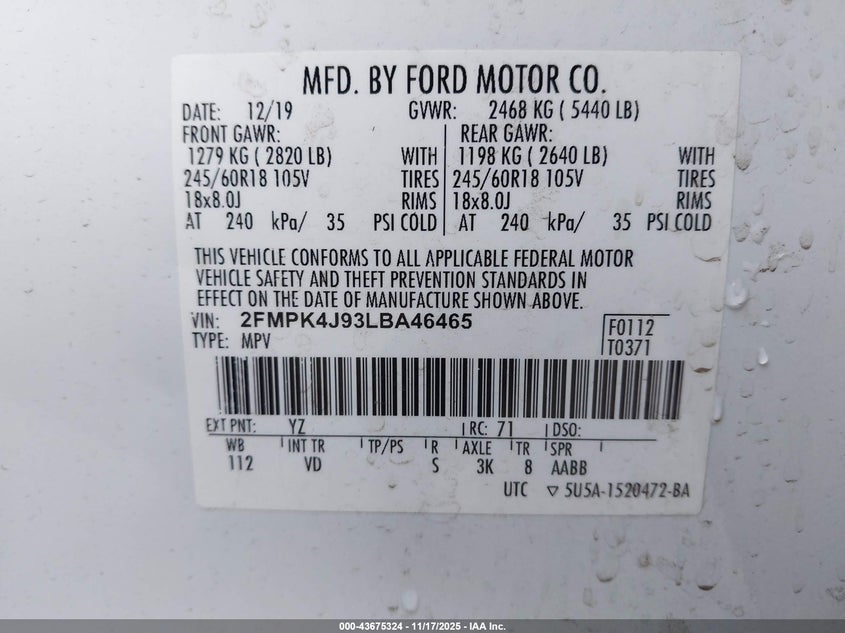 MFD. BY FORD MOTOR CO.
DATE: 12/19 GVWR: 2468 KG ( 5440 LB)
FRONT GAWR: REAR GAWR:
1279 KG ( 2820 LB) WITH 1198 KG ( 2640 LB) WITH
245/60R18 105V TIRES 245/60R18 105V TIRES
18x8.0J RIMS 18x8.0J RIMS
AT 240 kPa/ 35 PSI COLD AT 240 kPa/ 35 PSI COLD
THIS VEHICLE CONFORMS TO ALL APPLICABLE FEDERAL MOTOR
VEHICLE SAFETY AND THEFT PREVENTION STANDARDS IN
EFFECT ON THE DATE OF MANUFACTURE SHOWN ABOVE.
VIN: 2FMPK4J93LBA46465 F0112
TYPE: MPV T0371
EXT PNT: YZ RC: 71 DSO:
WB INT TR TP/PS R AXLE TR SPR
112 VD S 3K 8 AABB
UTC ▽ 5U5A-1520472-BA
000-43675324 - 11/17/2025 - IAA Inc.